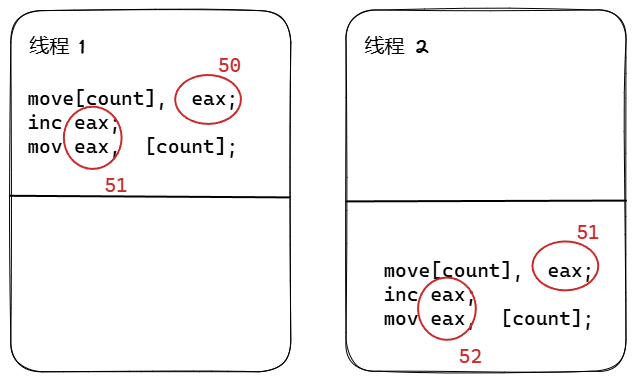 线程 1
50
move[count], eax;
inc eax;
mov eax, [count];
51
线程 2
51
move[count], eax;
inc eax;
mov eax, [count];
52